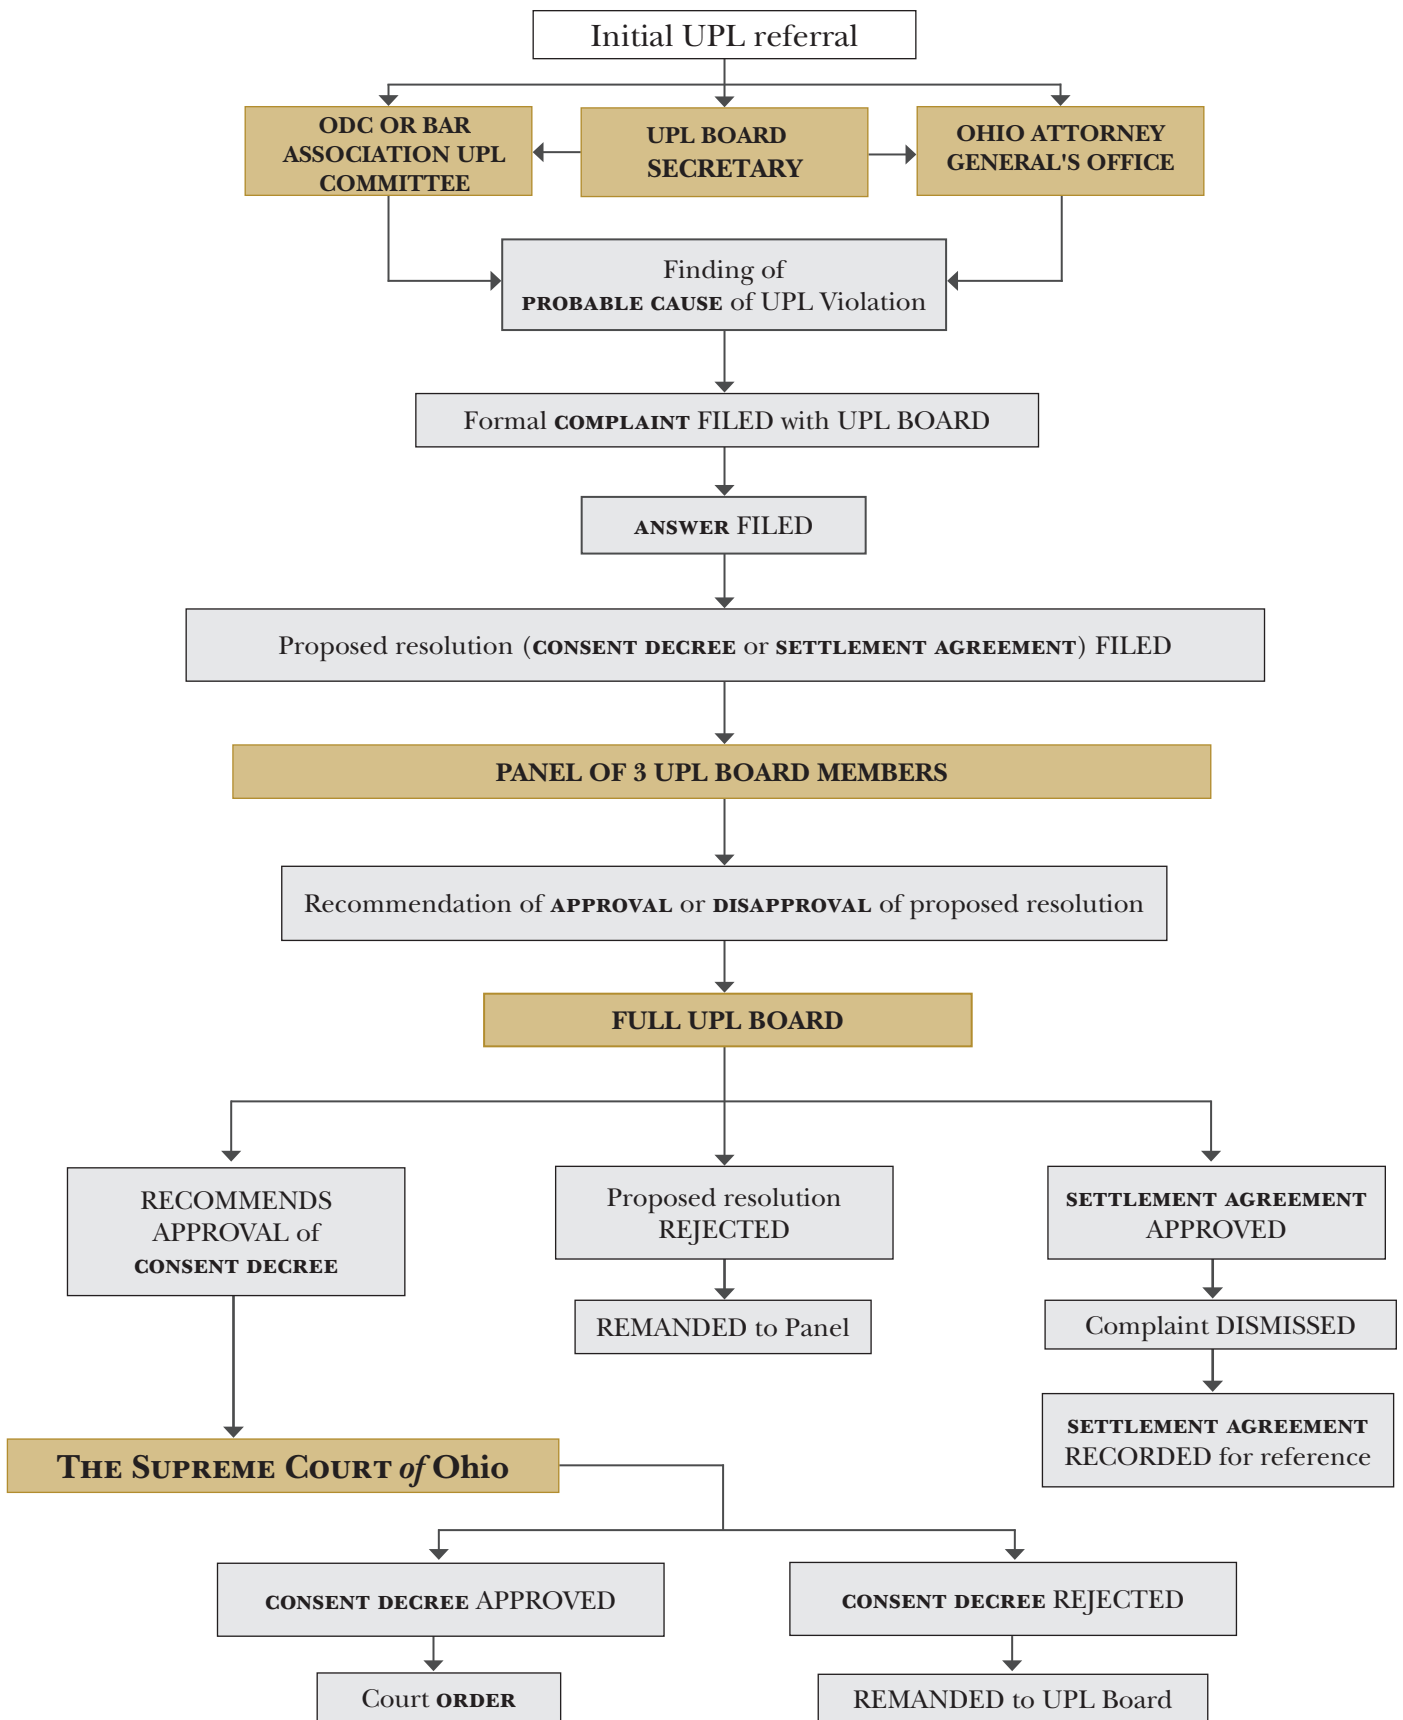 Initial UPL referral
ODC OR BAR
ASSOCIATION UPL
COMMITTEE
UPL BOARD
SECRETARY
OHIO ATTORNEY
GENERAL'S OFFICE
Finding of
PROBABLE CAUSE of UPL Violation
Formal COMPLAINT FILED with UPL BOARD
ANSWER FILED
Proposed resolution (CONSENT DECREE or SETTLEMENT AGREEMENT) FILED
PANEL OF 3 UPL BOARD MEMBERS
Recommendation of APPROVAL or DISAPPROVAL of proposed resolution
FULL UPL BOARD
RECOMMENDS
APPROVAL of
CONSENT DECREE
Proposed resolution
REJECTED
REMANDED to Panel
SETTLEMENT AGREEMENT
APPROVED
Complaint DISMISSED
SETTLEMENT AGREEMENT
RECORDED for reference
THE SUPREME COURT of Ohio
CONSENT DECREE APPROVED
Court ORDER
CONSENT DECREE REJECTED
REMANDED to UPL Board